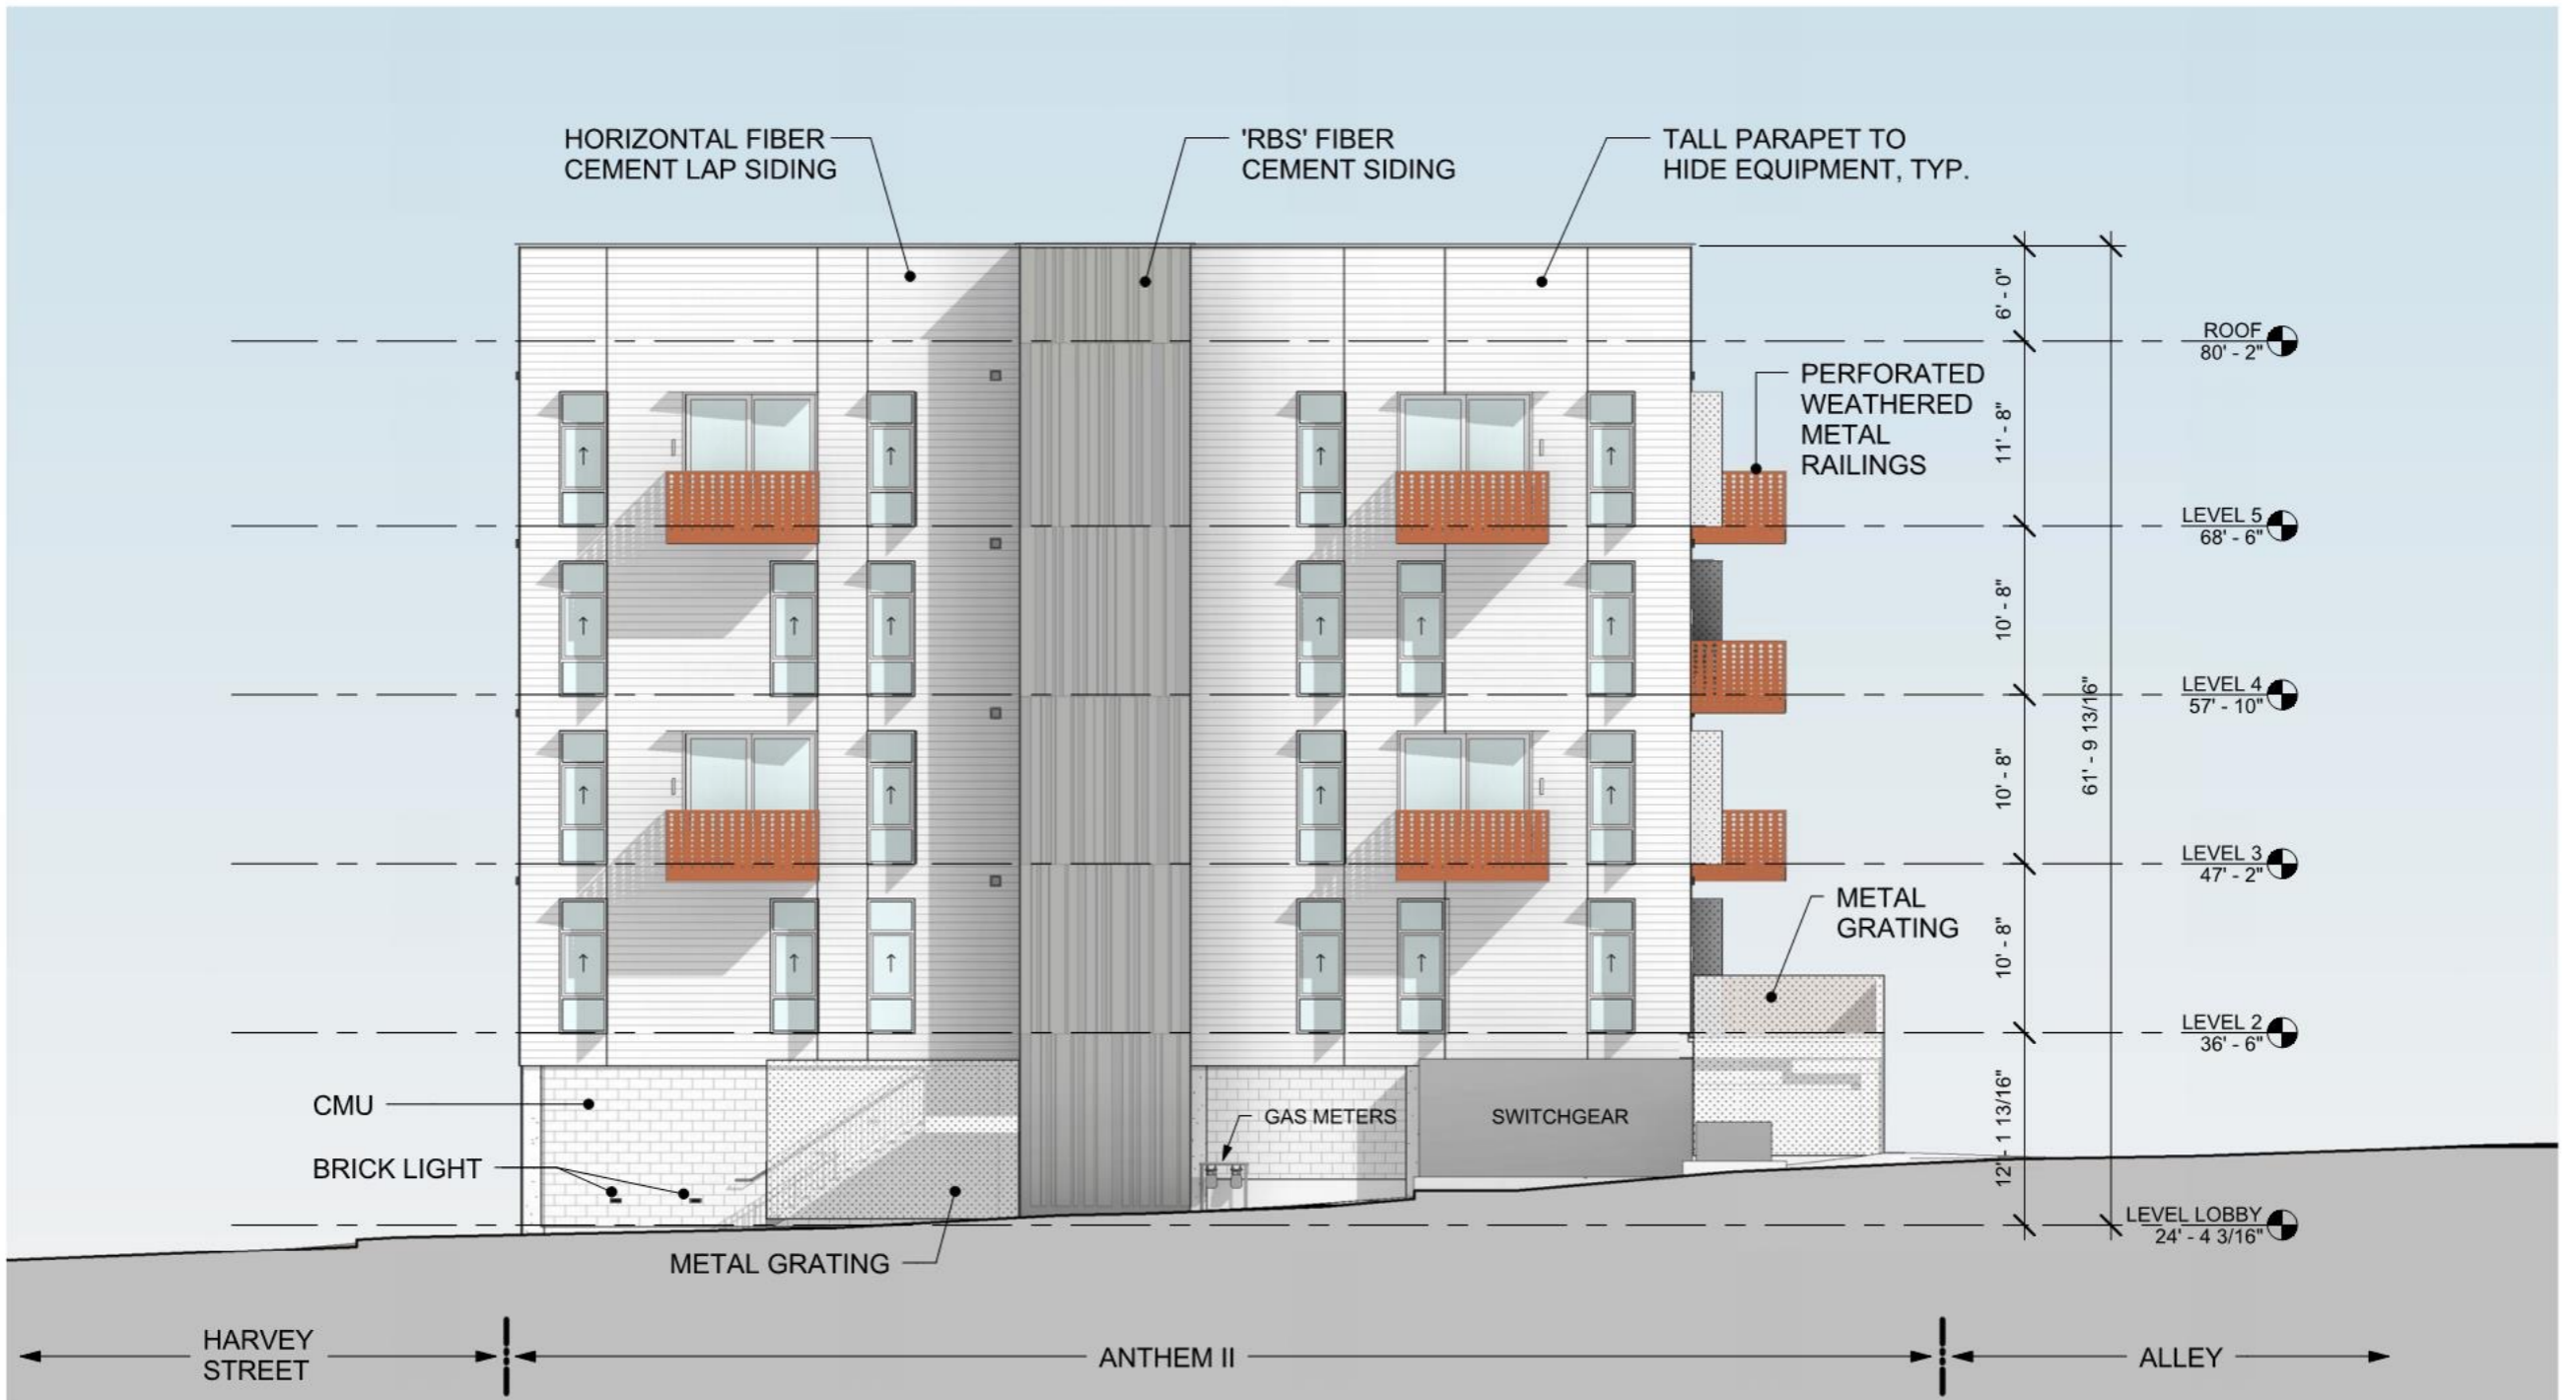 HORIZONTAL FIBER
CEMENT LAP SIDING
'RBS' FIBER
CEMENT SIDING
TALL PARAPET TO
HIDE EQUIPMENT, TYP.
6' - 0"
ROOF
80' - 2"
PERFORATED
WEATHERED
METAL
RAILINGS
11' - 8"
LEVEL 5
68' - 6"
10' - 8"
LEVEL 4
57' - 10"
61' - 9 13/16"
10' - 8"
LEVEL 3
47' - 2"
METAL
GRATING
10' - 8"
LEVEL 2
36' - 6"
CMU
GAS METERS
SWITCHGEAR
12' - 1 13/16"
BRICK LIGHT
LEVEL LOBBY
24' - 4 3/16"
METAL GRATING
HARVEY
STREET
ANTHEM II
ALLEY